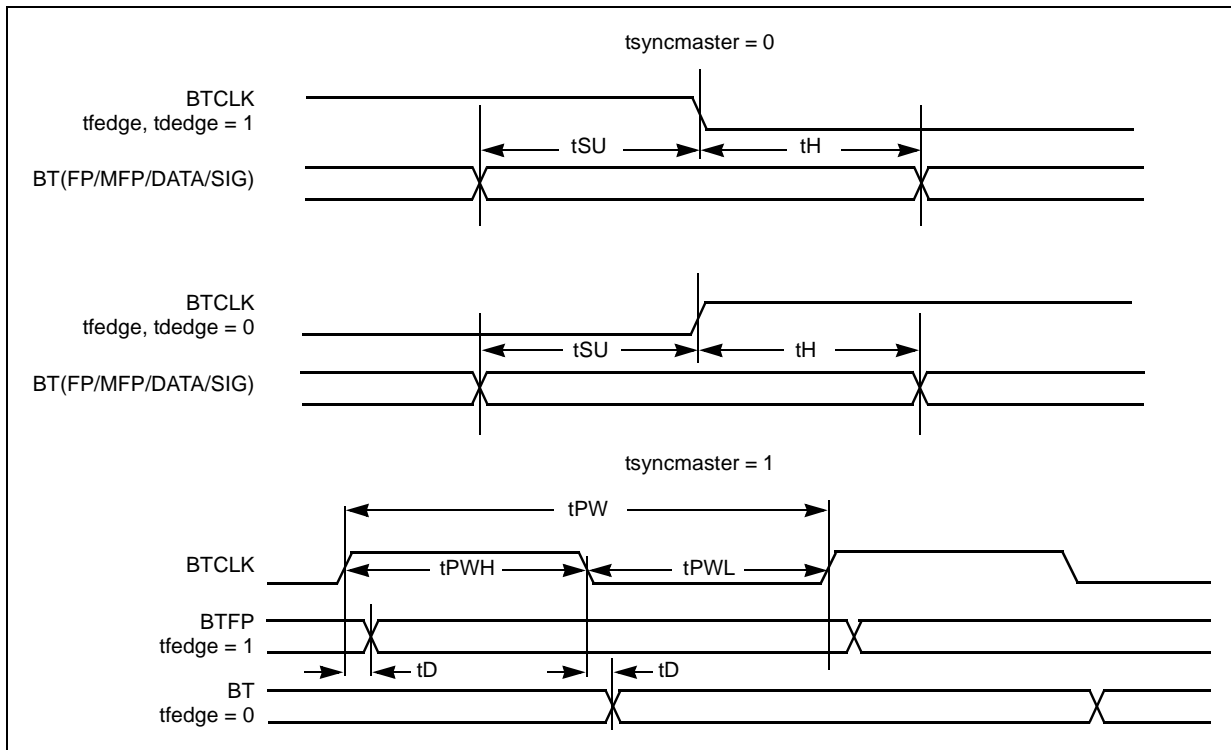 tsyncmaster = 0
BTCLK
tfedge, tdedge = 1
tSU
tH
BT(FP/MFP/DATA/SIG)
BTCLK
tfedge, tdedge = 0
tSU
tH
BT(FP/MFP/DATA/SIG)
tsyncmaster = 1
tPW
BTCLK
tPWH
tPWL
BTFP
tfedge = 1
tD
tD
BT
tfedge = 0